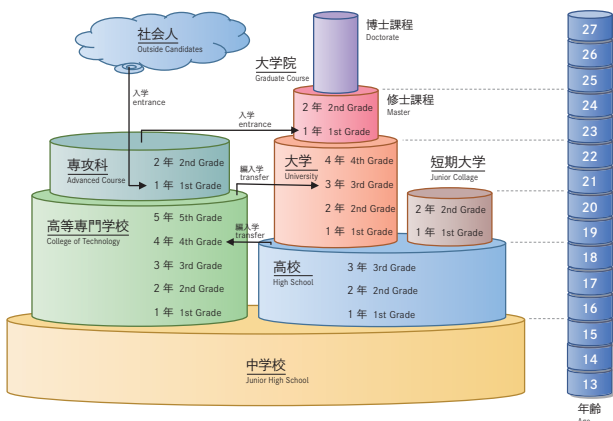 社会人
Outside Candidates
博士課程
Doctorate
大学院
Graduate Course
入学
entrance
修士課程
Master
2 年 2nd Grade
1 年 1st Grade
入学
entrance
専攻科
Advanced Course
2 年 2nd Grade
1 年 1st Grade
編入学
transfer
大学
University
4 年 4th Grade
3 年 3rd Grade
2 年 2nd Grade
1 年 1st Grade
短期大学
Junior Collage
2 年 2nd Grade
1 年 1st Grade
高等専門学校
College of Technology
5 年 5th Grade
4 年 4th Grade
3 年 3rd Grade
2 年 2nd Grade
1 年 1st Grade
編入学
transfer
高校
High School
3 年 3rd Grade
2 年 2nd Grade
1 年 1st Grade
中学校
Junior High School
27
26
25
24
23
22
21
20
19
18
17
16
15
14
13
年齢
Age